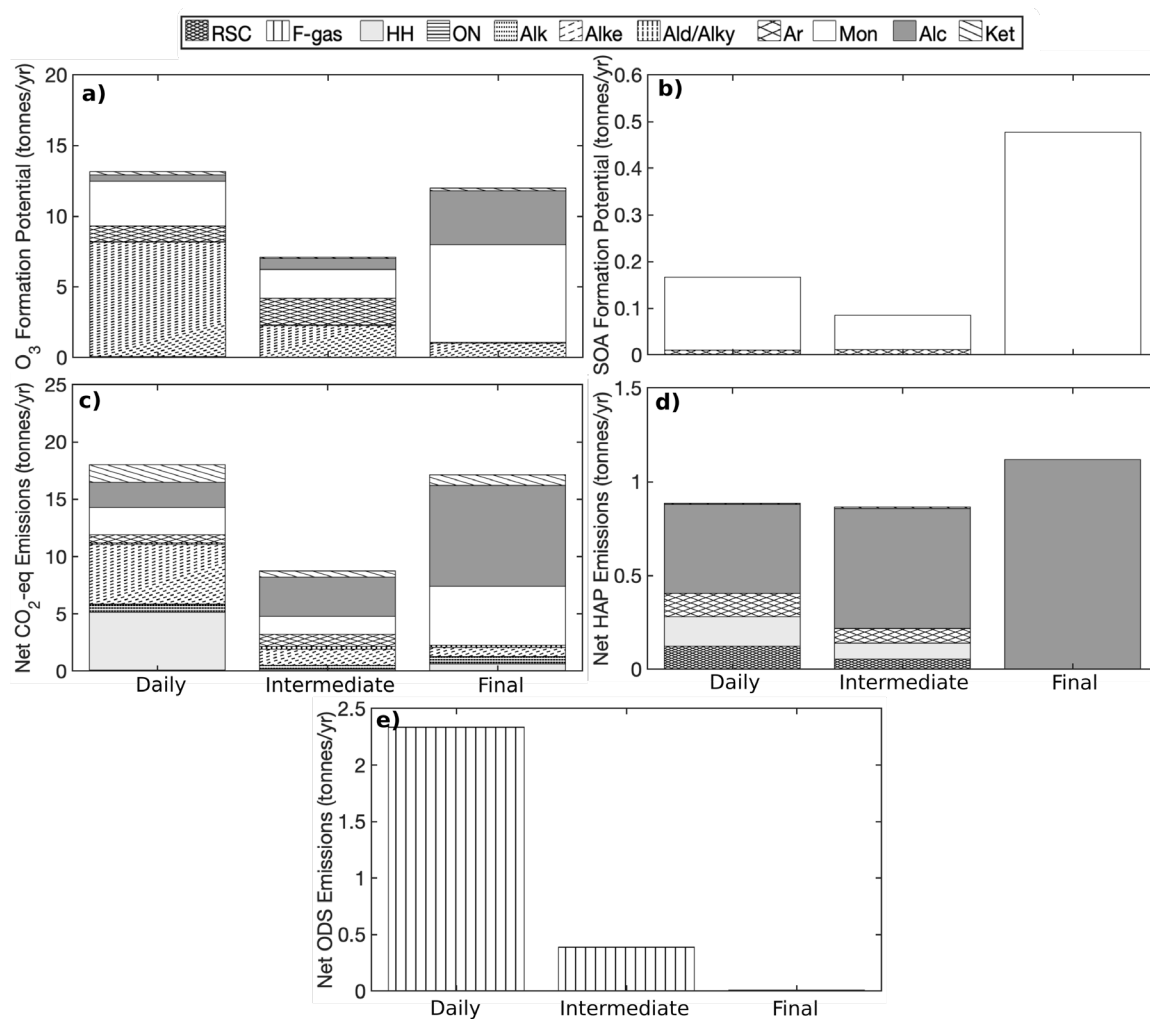 RSC F-gas HH ON Alk Alke Ald/Alky Ar Mon Alc Ket
a)
O3 Formation Potential (tonnes/yr)
20
15
10
5
0
b)
SOA Formation Potential (tonnes/yr)
0.6
0.5
0.4
0.3
0.2
0.1
0
c)
Net CO2-eq Emissions (tonnes/yr)
25
20
15
10
5
0
Daily Intermediate Final
d)
Net HAP Emissions (tonnes/yr)
1.5
1
0.5
0
Daily Intermediate Final
e)
Net ODS Emissions (tonnes/yr)
2.5
2
1.5
1
0.5
0
Daily Intermediate Final